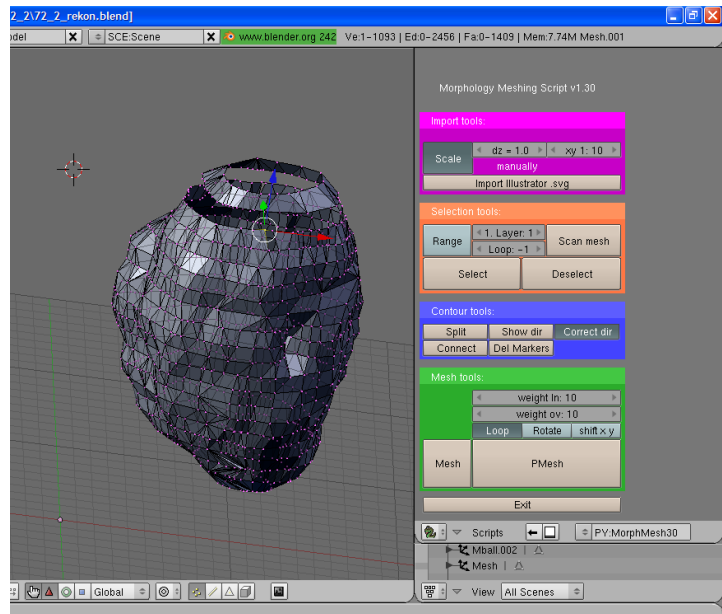 2_2\72_2_rekon.blend]
odel SCE:Scene www.blender.org 242 Ve:1-1093 | Ed:0-2456 | Fa:0-1409 | Mem:7.74M Mesh.001
Morphology Meshing Script v1.30
Import tools:
Scale dz = 1.0 xy 1: 10
manually
Import Illustrator .svg
Selection tools:
Range 1. Layer: 1 Scan mesh
Loop: -1
Select Deselect
Contour tools:
Split Show dir Correct dir
Connect Del Markers
Mesh tools:
weight ln: 10
weight ov: 10
Loop Rotate shift x y
Mesh PMesh
Exit
Scripts PY:MorphMesh30
Mball.002
Mesh
Global View All Scenes